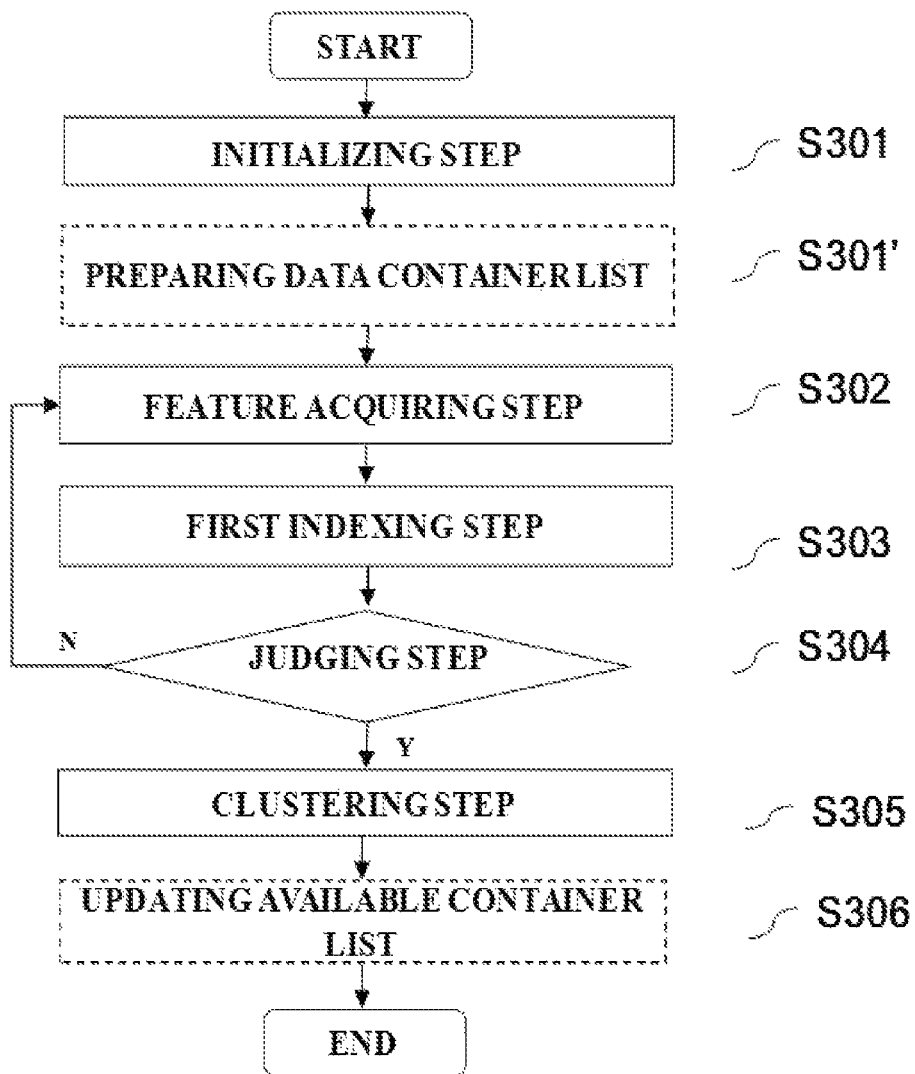 START
INITIALIZING STEP
S301
PREPARING DATA CONTAINER LIST
S301'
FEATURE ACQUIRING STEP
S302
FIRST INDEXING STEP
S303
N
JUDGING STEP
S304
Y
CLUSTERING STEP
S305
UPDATING AVAILABLE CONTAINER
LIST
S306
END